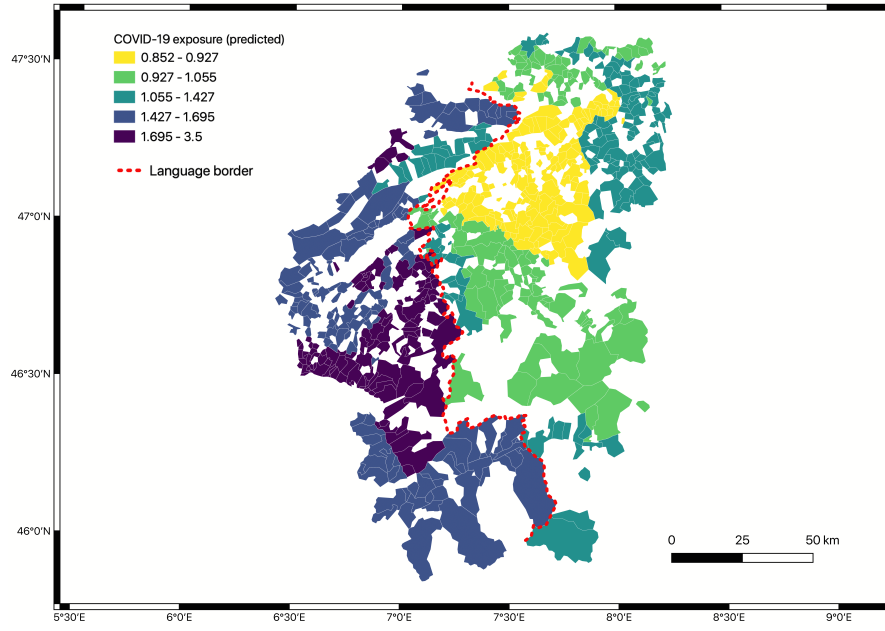 COVID-19 exposure (predicted)
0.852 - 0.927
0.927 - 1.055
1.055 - 1.427
1.427 - 1.695
1.695 - 3.5
Language border
47°30'N
47°0'N
46°30'N
46°0'N
0 25 50 km
5°30'E 6°0'E 6°30'E 7°0'E 7°30'E 8°0'E 8°30'E 9°0'E